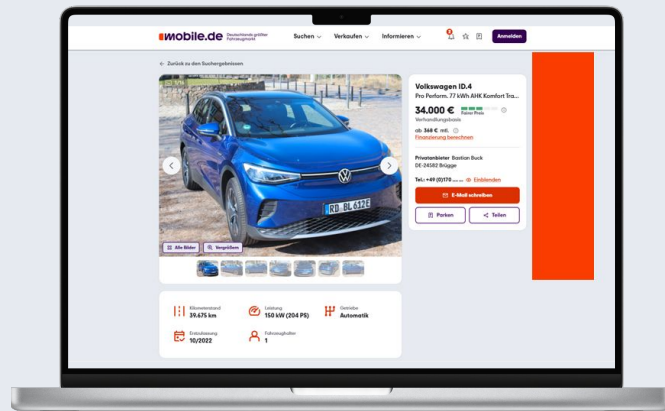 mobile.de Deutschlands größter
Fahrzeugmarkt
Suchen Verkaufen Informieren
Anmelden
← Zurück zu den Suchergebnissen
RD BL 612E
Alle Bilder Vergrößern
Volkswagen ID.4
Pro Perform. 77 kWh AHK Komfort Tra...
34.000 € Fairer Preis
Verhandlungsbasis
ab 368 € mtl.
Finanzierung berechnen
Privatanbieter Bastian Duck
DE-24582 Brügge
Tel.: +49 (0)178 ... ... Einblenden
E-Mail schreiben
Parken Teilen
Kilometerstand
39.675 km
Leistung
150 kW (204 PS)
Getriebe
Automatik
Erstzulassung
10/2022
Fahrzeughalter
1